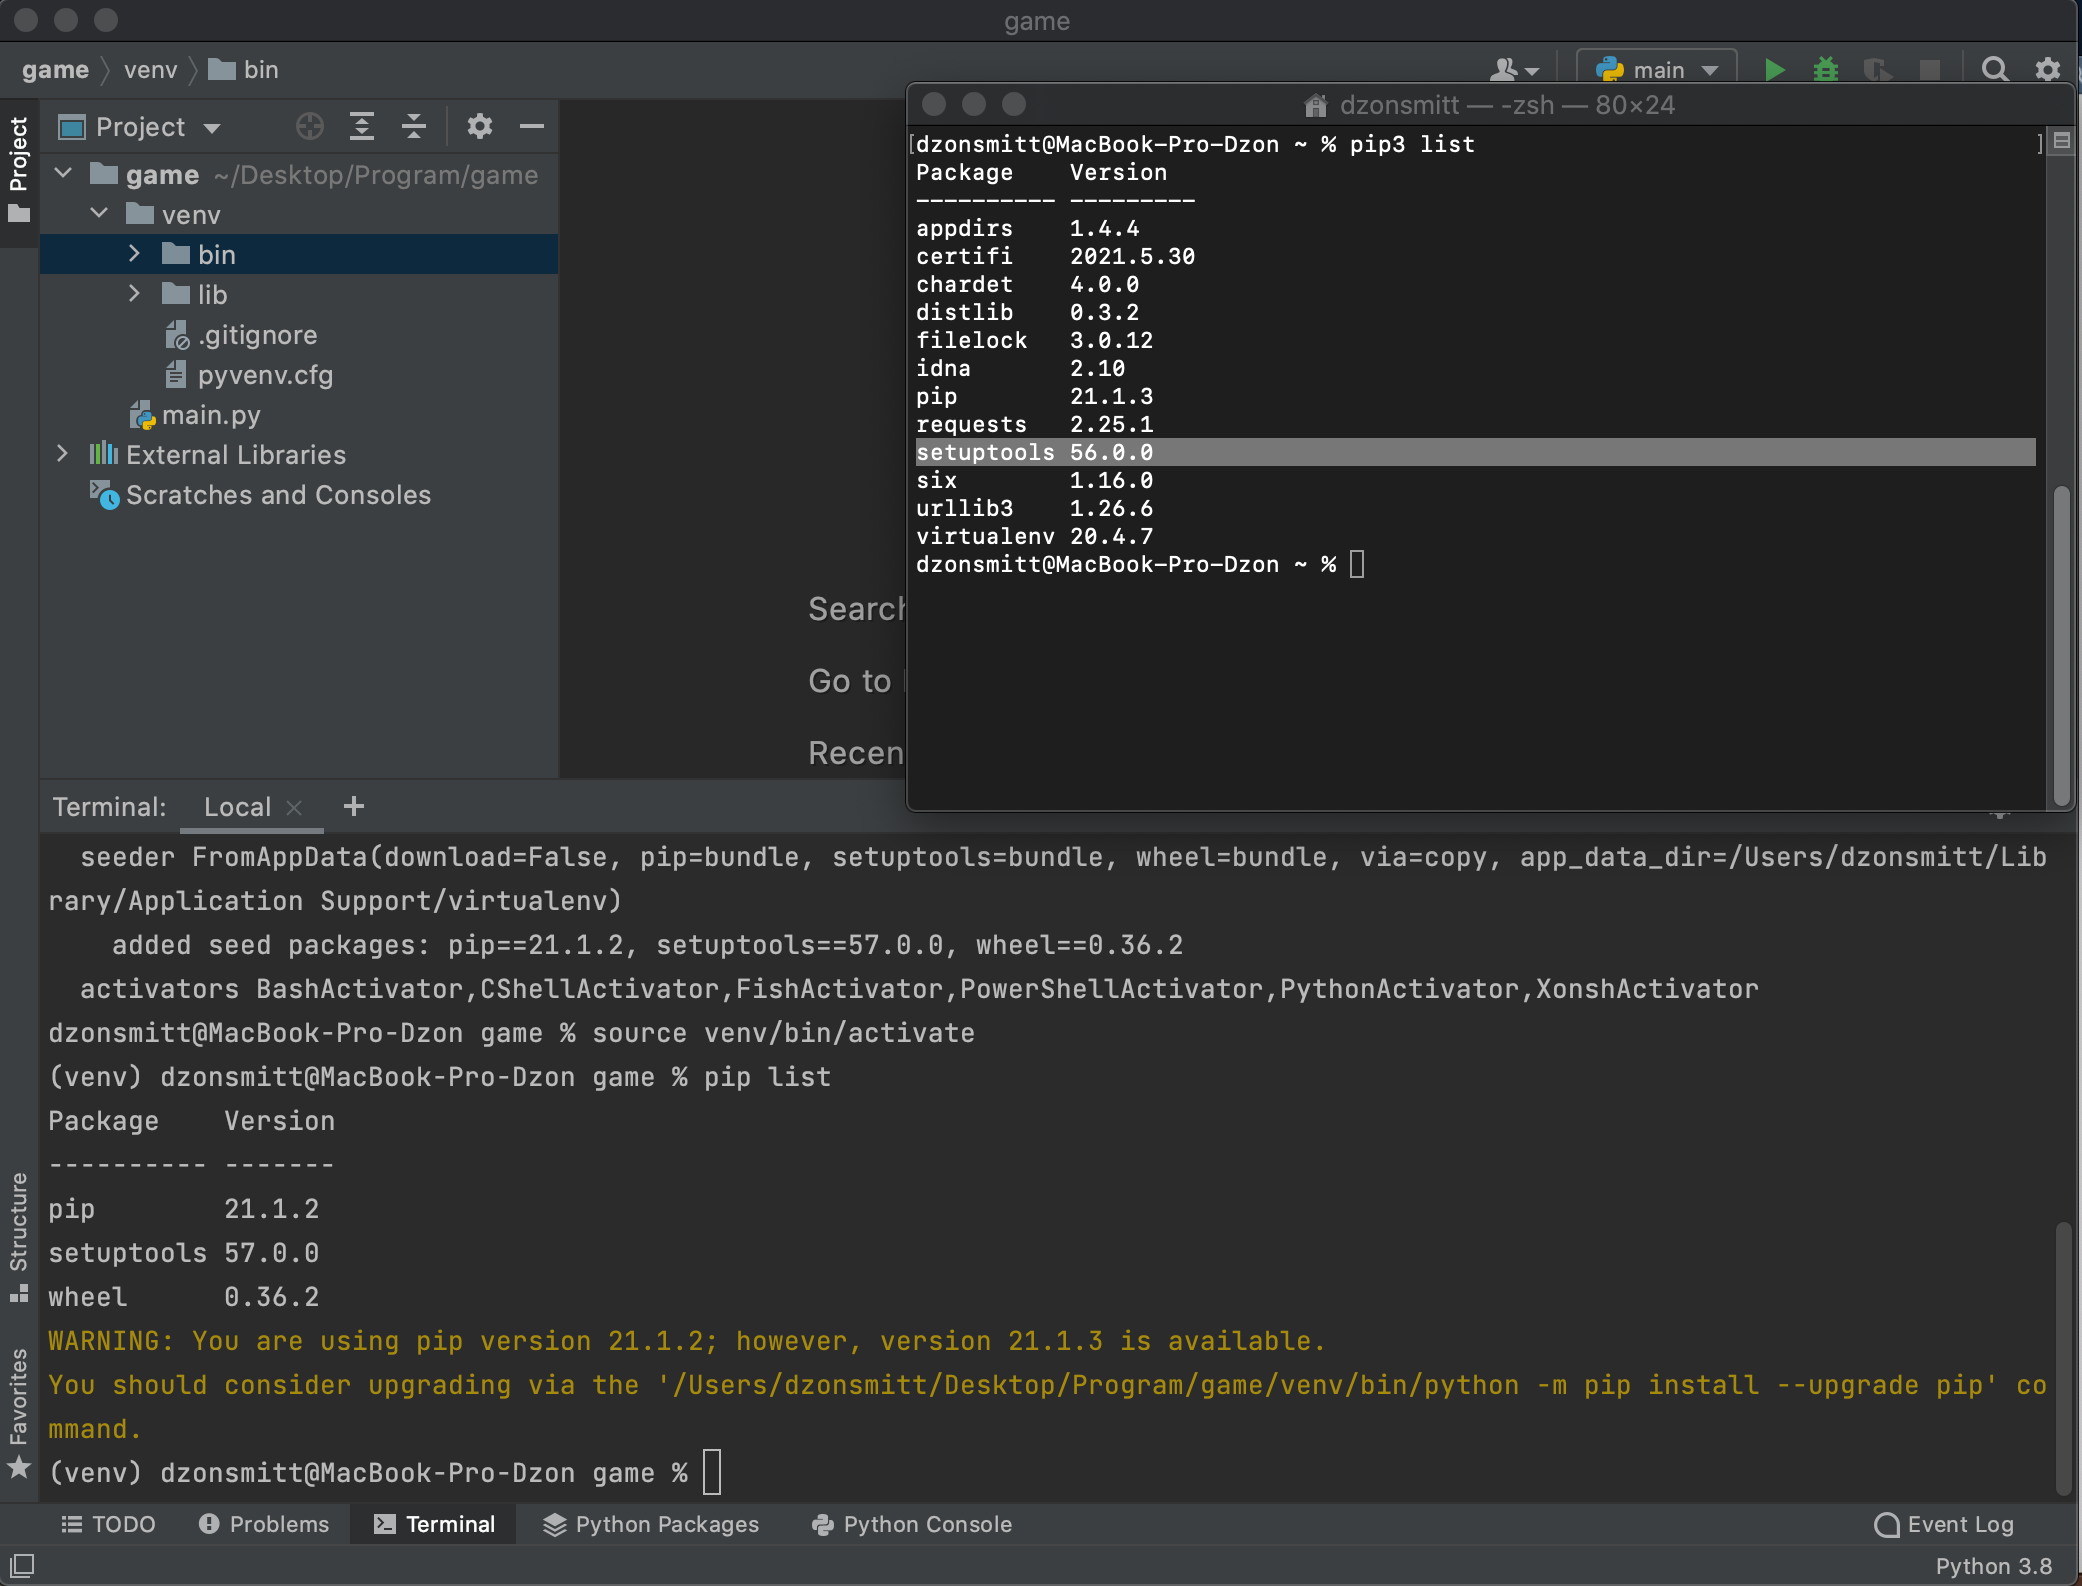 game
game venv bin
main
Project
Project
game ~/Desktop/Program/game
venv
bin
lib
.gitignore
pyvenv.cfg
main.py
External Libraries
Scratches and Consoles
Search
Go to
Recen
dzonsmitt — -zsh — 80×24
[dzonsmitt@MacBook-Pro-Dzon ~ % pip3 list ]
Package    Version
---------- ---------
appdirs    1.4.4
certifi    2021.5.30
chardet    4.0.0
distlib    0.3.2
filelock   3.0.12
idna       2.10
pip        21.1.3
requests   2.25.1
setuptools 56.0.0
six        1.16.0
urllib3    1.26.6
virtualenv 20.4.7
dzonsmitt@MacBook-Pro-Dzon ~ %
Terminal: Local
seeder FromAppData(download=False, pip=bundle, setuptools=bundle, wheel=bundle, via=copy, app_data_dir=/Users/dzonsmitt/Lib
rary/Application Support/virtualenv)
added seed packages: pip==21.1.2, setuptools==57.0.0, wheel==0.36.2
activators BashActivator,CShellActivator,FishActivator,PowerShellActivator,PythonActivator,XonshActivator
dzonsmitt@MacBook-Pro-Dzon game % source venv/bin/activate
(venv) dzonsmitt@MacBook-Pro-Dzon game % pip list
Package    Version
---------- -------
pip        21.1.2
setuptools 57.0.0
wheel      0.36.2
WARNING: You are using pip version 21.1.2; however, version 21.1.3 is available.
You should consider upgrading via the '/Users/dzonsmitt/Desktop/Program/game/venv/bin/python -m pip install --upgrade pip' co
mmand.
(venv) dzonsmitt@MacBook-Pro-Dzon game %
Structure
Favorites
TODO Problems Terminal Python Packages Python Console Event Log
Python 3.8